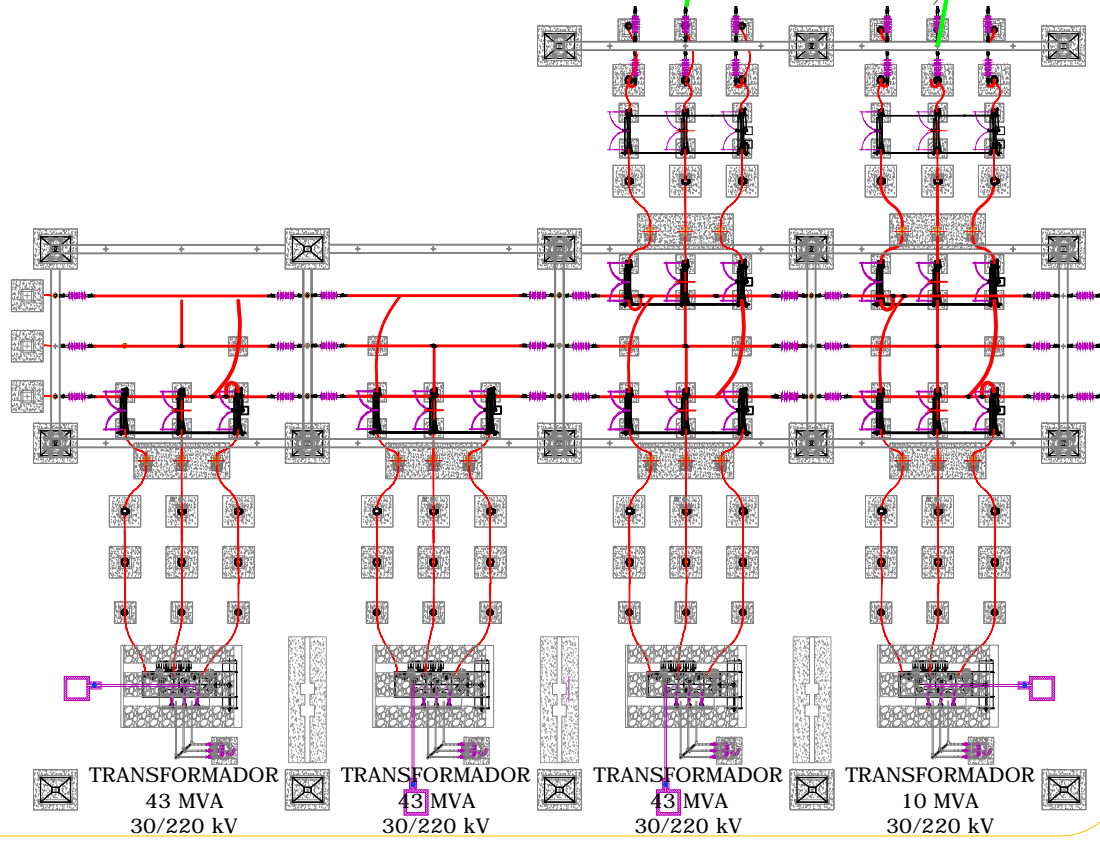 TRANSFORMADOR
43 MVA
30/220 kV
TRANSFORMADOR
43 MVA
30/220 kV
TRANSFORMADOR
43 MVA
30/220 kV
TRANSFORMADOR
10 MVA
30/220 kV